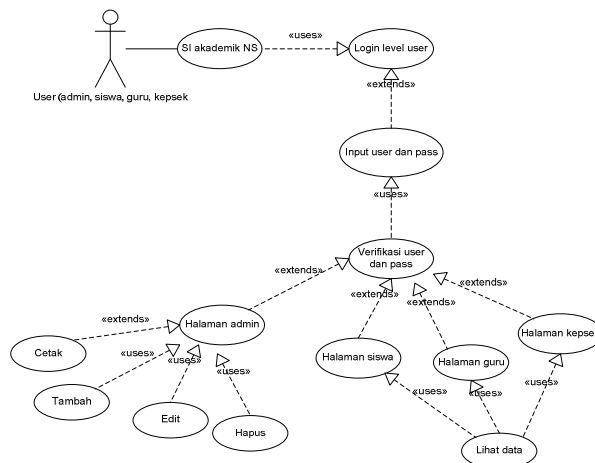 «uses»
SI akademik NS
Login level user
«extends»
User (admin, siswa, guru, kepsek
Input user dan pass
«uses»
Verifikasi user
dan pass
«extends»
«extends»
«extends»
«extends»
Halaman admin
«extends»
Halaman kepse
Cetak
«uses»
Halaman siswa
Halaman guru
«uses»
«uses»
«uses»
«uses»
«uses»
Tambah
Edit
Hapus
Lihat data